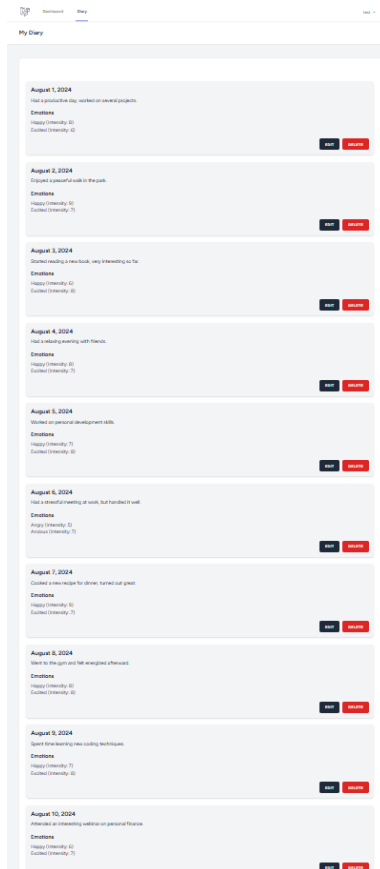 Dashboard
Diary
My Diary
August 1, 2024
Had a productive day, worked on several projects.
Emotions
Happy (Intensity: 8)
Excited (Intensity: 6)
EDIT
DELETE
August 2, 2024
Enjoyed a peaceful walk in the park.
Emotions
Happy (Intensity: 9)
Excited (Intensity: 7)
EDIT
DELETE
August 3, 2024
Started reading a new book, very interesting so far.
Emotions
Happy (Intensity: 6)
Excited (Intensity: 8)
EDIT
DELETE
August 4, 2024
Had a relaxing evening with friends.
Emotions
Happy (Intensity: 8)
Excited (Intensity: 7)
EDIT
DELETE
August 5, 2024
Worked on personal development skills.
Emotions
Happy (Intensity: 7)
Excited (Intensity: 8)
EDIT
DELETE
August 6, 2024
Had a stressful meeting at work, but handled it well.
Emotions
Angry (Intensity: 5)
Anxious (Intensity: 7)
EDIT
DELETE
August 7, 2024
Cooked a new recipe for dinner, turned out great.
Emotions
Happy (Intensity: 9)
Excited (Intensity: 7)
EDIT
DELETE
August 8, 2024
Went to the gym and felt energized afterward.
Emotions
Happy (Intensity: 8)
Excited (Intensity: 8)
EDIT
DELETE
August 9, 2024
Spent time learning new coding techniques.
Emotions
Happy (Intensity: 7)
Excited (Intensity: 8)
EDIT
DELETE
August 10, 2024
Attended an interesting webinar on personal finance.
Emotions
Happy (Intensity: 6)
Excited (Intensity: 7)
EDIT
DELETE